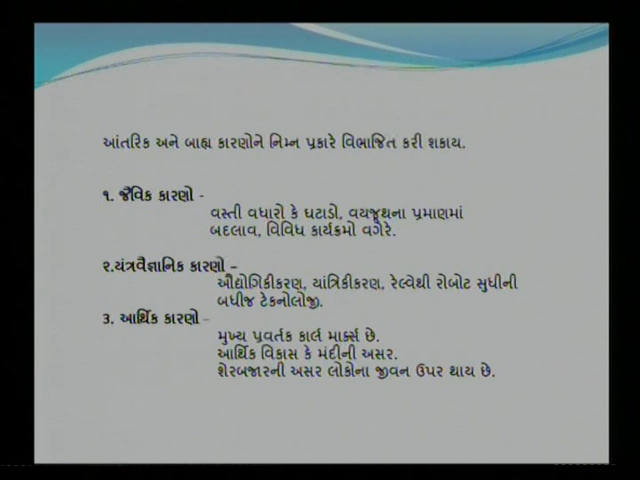 આંતરિક અને બાહ્ય કારણોને નિમ્ન પ્રકારે વિભાજિત કરી શકાય.
૧. જૈવિક કારણો -
વસ્તી વધારો કે ઘટાડો, વયજૂથના પ્રમાણમાં
બદલાવ, વિવિધ કાર્યક્રમો વગેરે.
૨.યંત્રવૈજ્ઞાનિક કારણો –
ઔદ્યોગિકીકરણ, યાંત્રિકીકરણ, રેલ્વેથી રોબોટ સુધીની
બધીજ ટેકનોલોજી.
3. આર્થિક કારણો –
મુખ્ય પ્રવર્તક કાર્લ માર્ક્સ છે.
આર્થિક વિકાસ કે મંદીની અસર.
શેરબજારની અસર લોકોના જીવન ઉપર થાય છે.